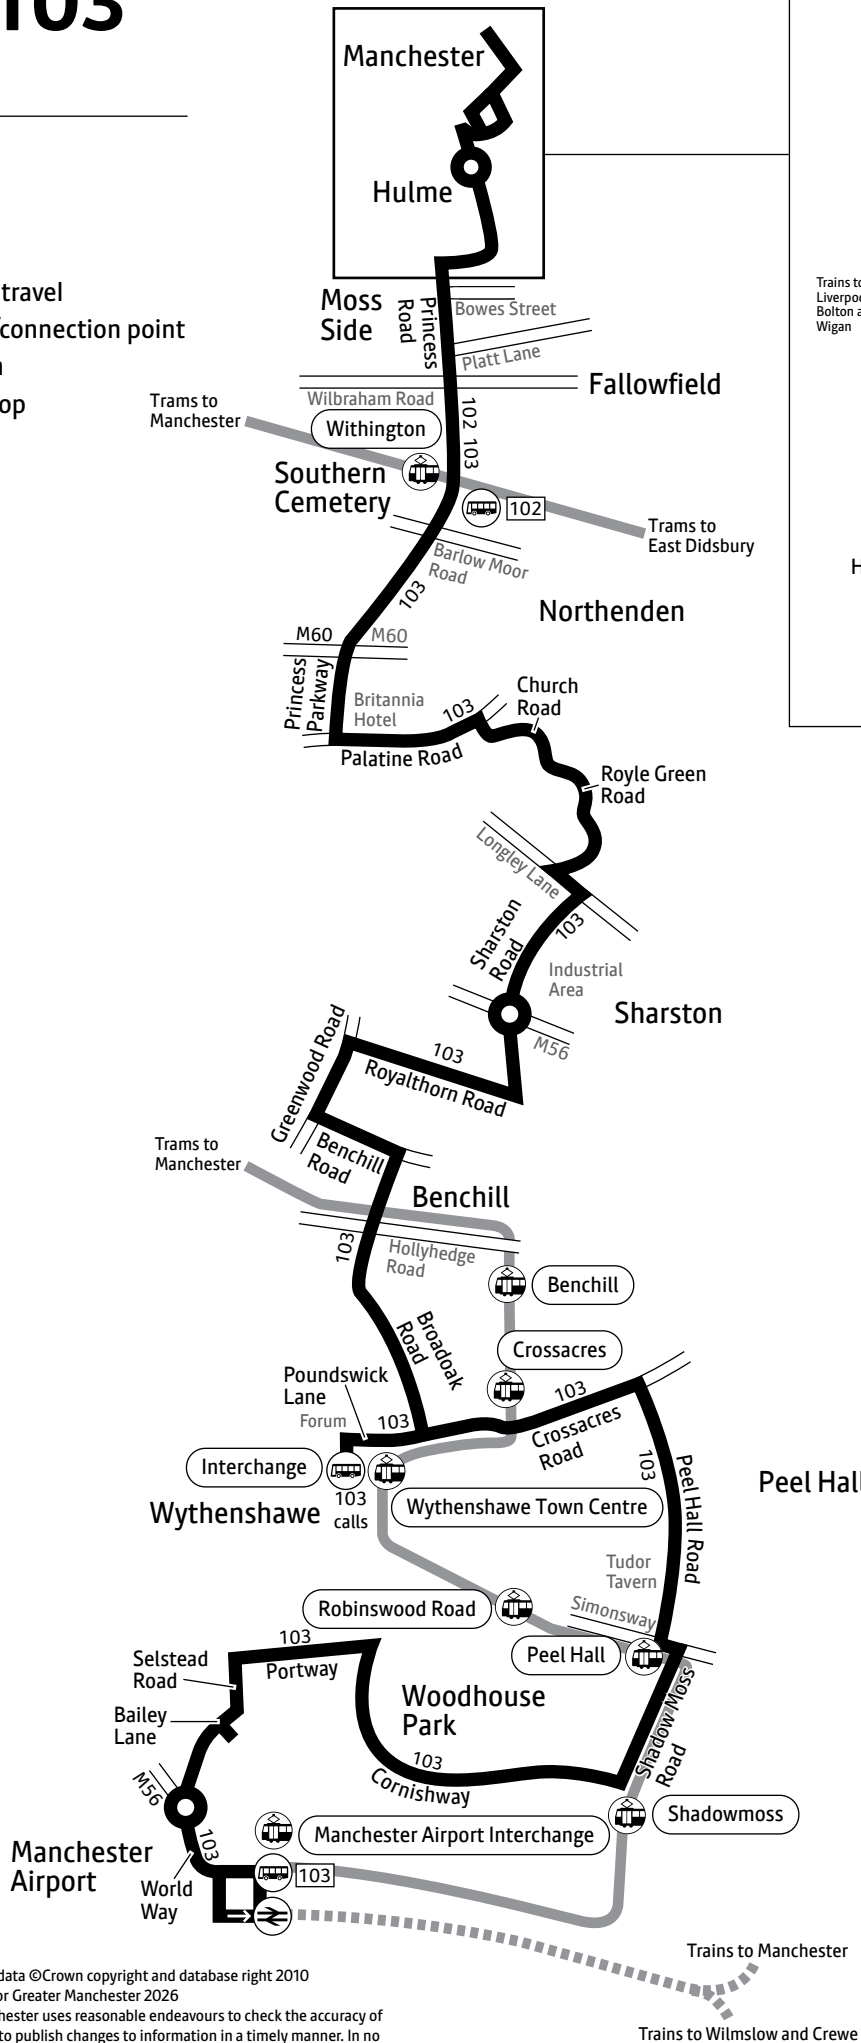 103
Manchester
Hulme
travel
connection point
op
Trains to
Bolton a
Wigan
Moss
Side
Princess
Road
Bowes Street
Platt Lane
Fallowfield
Wilbraham Road
Trams to
Manchester
Withington
102 103
Southern
Cemetery
102
Trams to
East Didsbury
Barlow Moor
Road
H
103
Northenden
M60
M60
Princess
Parkway
Britannia
Hotel
103
Church
Road
Palatine Road
Royle Green
Road
Longley Lane
103
Sharston
Road
Industrial
Area
Sharston
M56
Greenwood Road
103
Royalthorn Road
Benchill
Road
Trams to
Manchester
Benchill
103
Hollyhedge
Road
Benchill
Broadoak
Road
Crossacres
Poundswick
Lane
Forum
103
103
Crossacres
Road
Interchange
103
calls
Wythenshawe
Wythenshawe Town Centre
103
Peel Hall Road
Peel Hall
Tudor
Tavern
Simonsway
Robinswood Road
Peel Hall
103
Portway
Selstead
Road
Bailey
Lane
Woodhouse
Park
Shadow Moss
Road
103
Cornishway
M56
Shadowmoss
Manchester Airport Interchange
103
Manchester
Airport
103
World
Way
Trains to Manchester
Trains to Wilmslow and Crewe
data ©Crown copyright and database right 2010
or Greater Manchester 2026
hester uses reasonable endeavours to check the accuracy of
to publish changes to information in a timely manner. In no